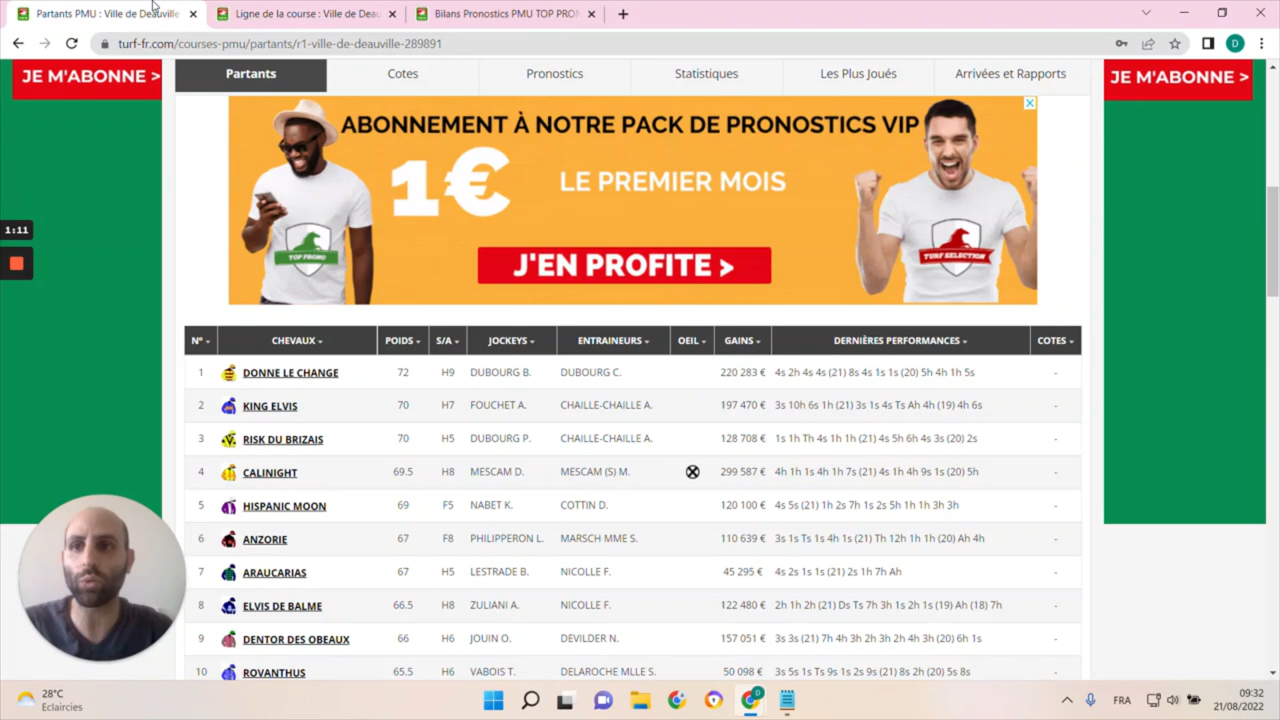 Partants PMU : Ville de Deauville
Ligne de la course : Ville de Deau
Bilans Pronostics PMU TOP PRON
turf-fr.com/courses-pmu/partants/r1-ville-de-deauville-289891
D
JE M'ABONNE >
Partants Cotes Pronostics Statistiques Les Plus Joués Arrivées et Rapports
JE M'ABONNE >
ABONNEMENT À NOTRE PACK DE PRONOSTICS VIP
1€ LE PREMIER MOIS
J'EN PROFITE >
TOP PRONO
TURF SELECTION
1:11
N° CHEVAUX POIDS S/A JOCKEYS ENTRAINEURS OEIL GAINS DERNIÈRES PERFORMANCES COTES
1 DONNE LE CHANGE 72 H9 DUBOURG B. DUBOURG C. 220 283 € 4s 2h 4s 4s (21) 8s 4s 1s 1s (20) 5h 4h 1h 5s -
2 KING ELVIS 70 H7 FOUCHET A. CHAILLE-CHAILLE A. 197 470 € 3s 10h 6s 1h (21) 3s 1s 4s Ts Ah 4h (19) 4h 6s -
3 RISK DU BRIZAIS 70 H5 DUBOURG P. CHAILLE-CHAILLE A. 128 708 € 1s 1h Th 4s 1h 1h (21) 4s 5h 6h 4s 3s (20) 2s -
4 CALINIGHT 69.5 H8 MESCAM D. MESCAM (S) M. 299 587 € 4h 1h 1s 4h 1h 7s (21) 4s 1h 4h 9s 1s (20) 5h -
5 HISPANIC MOON 69 F5 NABET K. COTTIN D. 120 100 € 4s 5s (21) 1h 2s 7h 1s 2s 5h 1h 1h 3h 3h -
6 ANZORIE 67 F8 PHILIPPERON L. MARSCH MME S. 110 639 € 3s 1s Ts 1s 4h 1s (21) Th 12h 1h 1h (20) Ah 4h -
7 ARAUCARIAS 67 H5 LESTRADE B. NICOLLE F. 45 295 € 4s 2s 1s 1s (21) 2s 1h 7h Ah -
8 ELVIS DE BALME 66.5 H8 ZULIANI A. NICOLLE F. 122 480 € 2h 1h 2h (21) Ds Ts 7h 3h 1s 2h 1s (19) Ah (18) 7h -
9 DENTOR DES OBEAUX 66 H6 JOUIN O. DEVILDER N. 157 051 € 3s 3s (21) 7h 4h 3h 2h 3h 2h 4h 3h (20) 6h 1s -
10 ROVANTHUS 65.5 H6 VABOIS T. DELAROCHE MLLE S. 50 098 € 3s 5s 1s Ts 9s 1s 2s 9s (21) 8s 2h (20) 5s 8s -
28°C
Eclaircies
FRA
09:32
21/08/2022